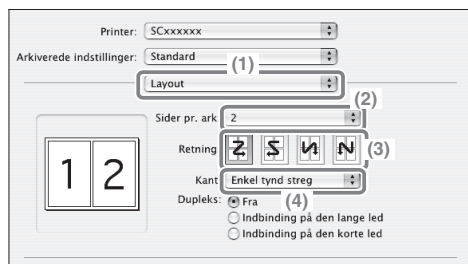 Printer: SCxxxxxx
Arkiverede indstillinger: Standard
(1)
Layout
(2)
Sider pr. ark 2
Retning (3)
Kant Enkel tynd streg
(4)
Dupleks: Fra
Indbinding på den lange led
Indbinding på den korte led
1 2